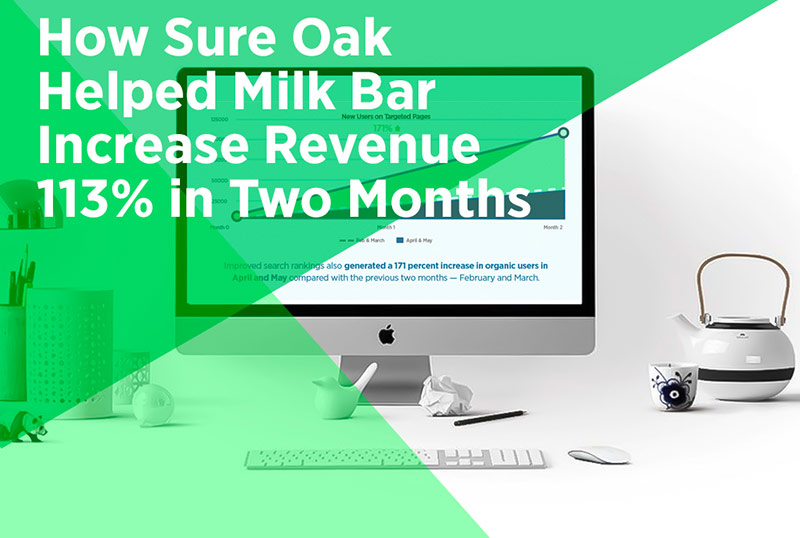 How Sure Oak
Helped Milk Bar
Increase Revenue
113% in Two Months
New Users on Targeted Pages
171%
Month 0
Month 1
Month 2
Feb & March
April & May
Improved search rankings also generated a 171 percent increase in organic users in
April and May compared with the previous two months — February and March.